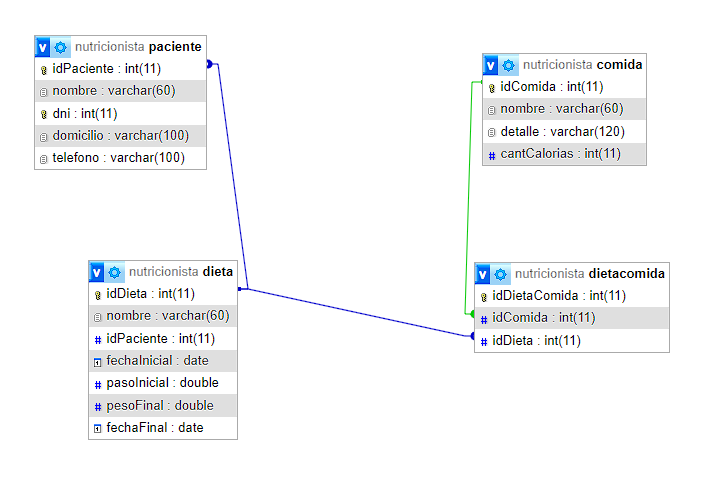 nutricionista paciente
idPaciente : int(11)
nombre : varchar(60)
dni : int(11)
domicilio : varchar(100)
telefono : varchar(100)
nutricionista comida
idComida : int(11)
nombre : varchar(60)
detalle : varchar(120)
cantCalorias : int(11)
nutricionista dieta
idDieta : int(11)
nombre : varchar(60)
idPaciente : int(11)
fechaInicial : date
pasoInicial : double
pesoFinal : double
fechaFinal : date
nutricionista dietacomida
idDietaComida : int(11)
idComida : int(11)
idDieta : int(11)